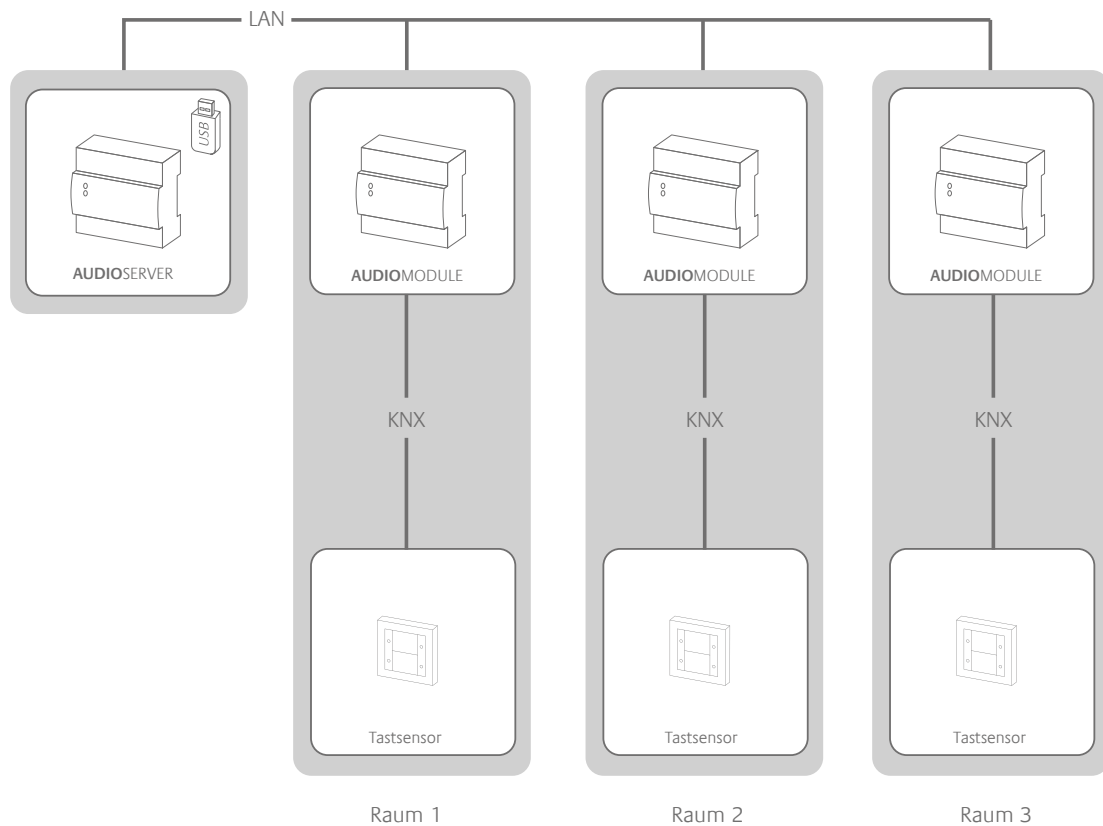 LAN
USB
AUDIOSERVER
AUDIOMODULE
AUDIOMODULE
AUDIOMODULE
KNX
KNX
KNX
Tastsensor
Tastsensor
Tastsensor
Raum 1
Raum 2
Raum 3